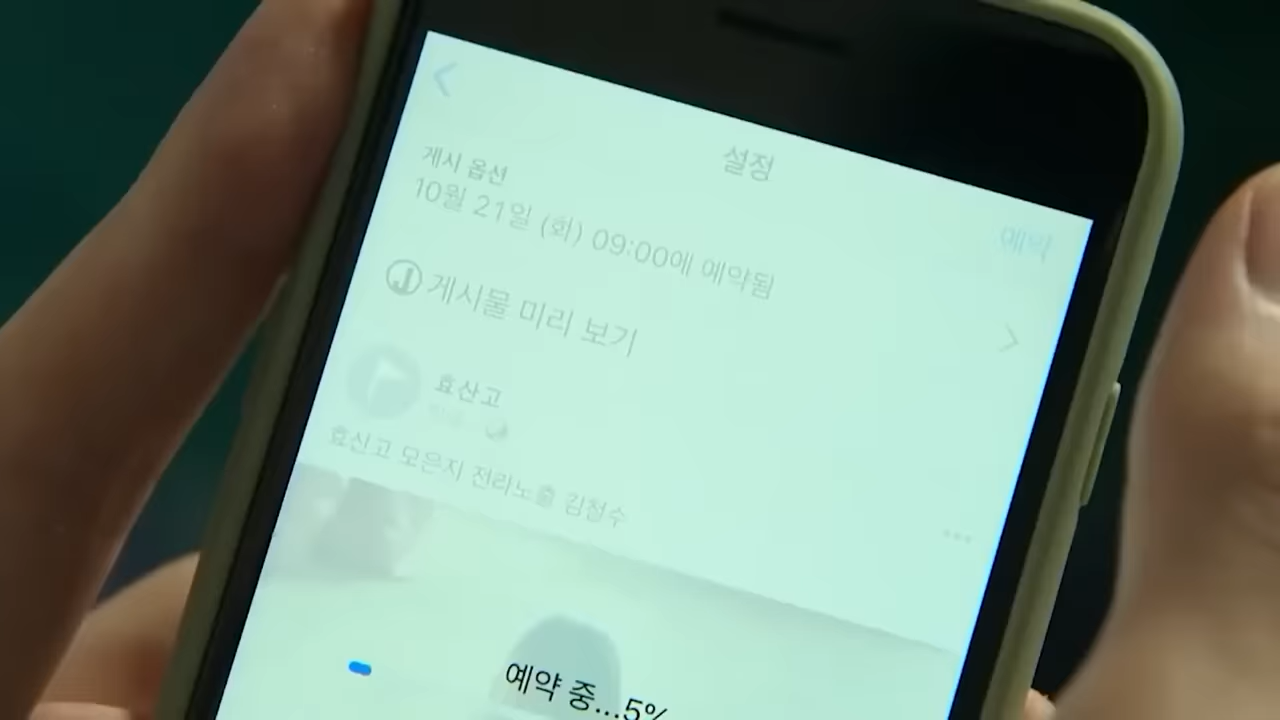 설정
예약
게시 옵션
10월 21일 (화) 09:00에 예약됨
게시물 미리 보기
효산고
효산고 모은지 전라노출 김철수
예약 중...5%